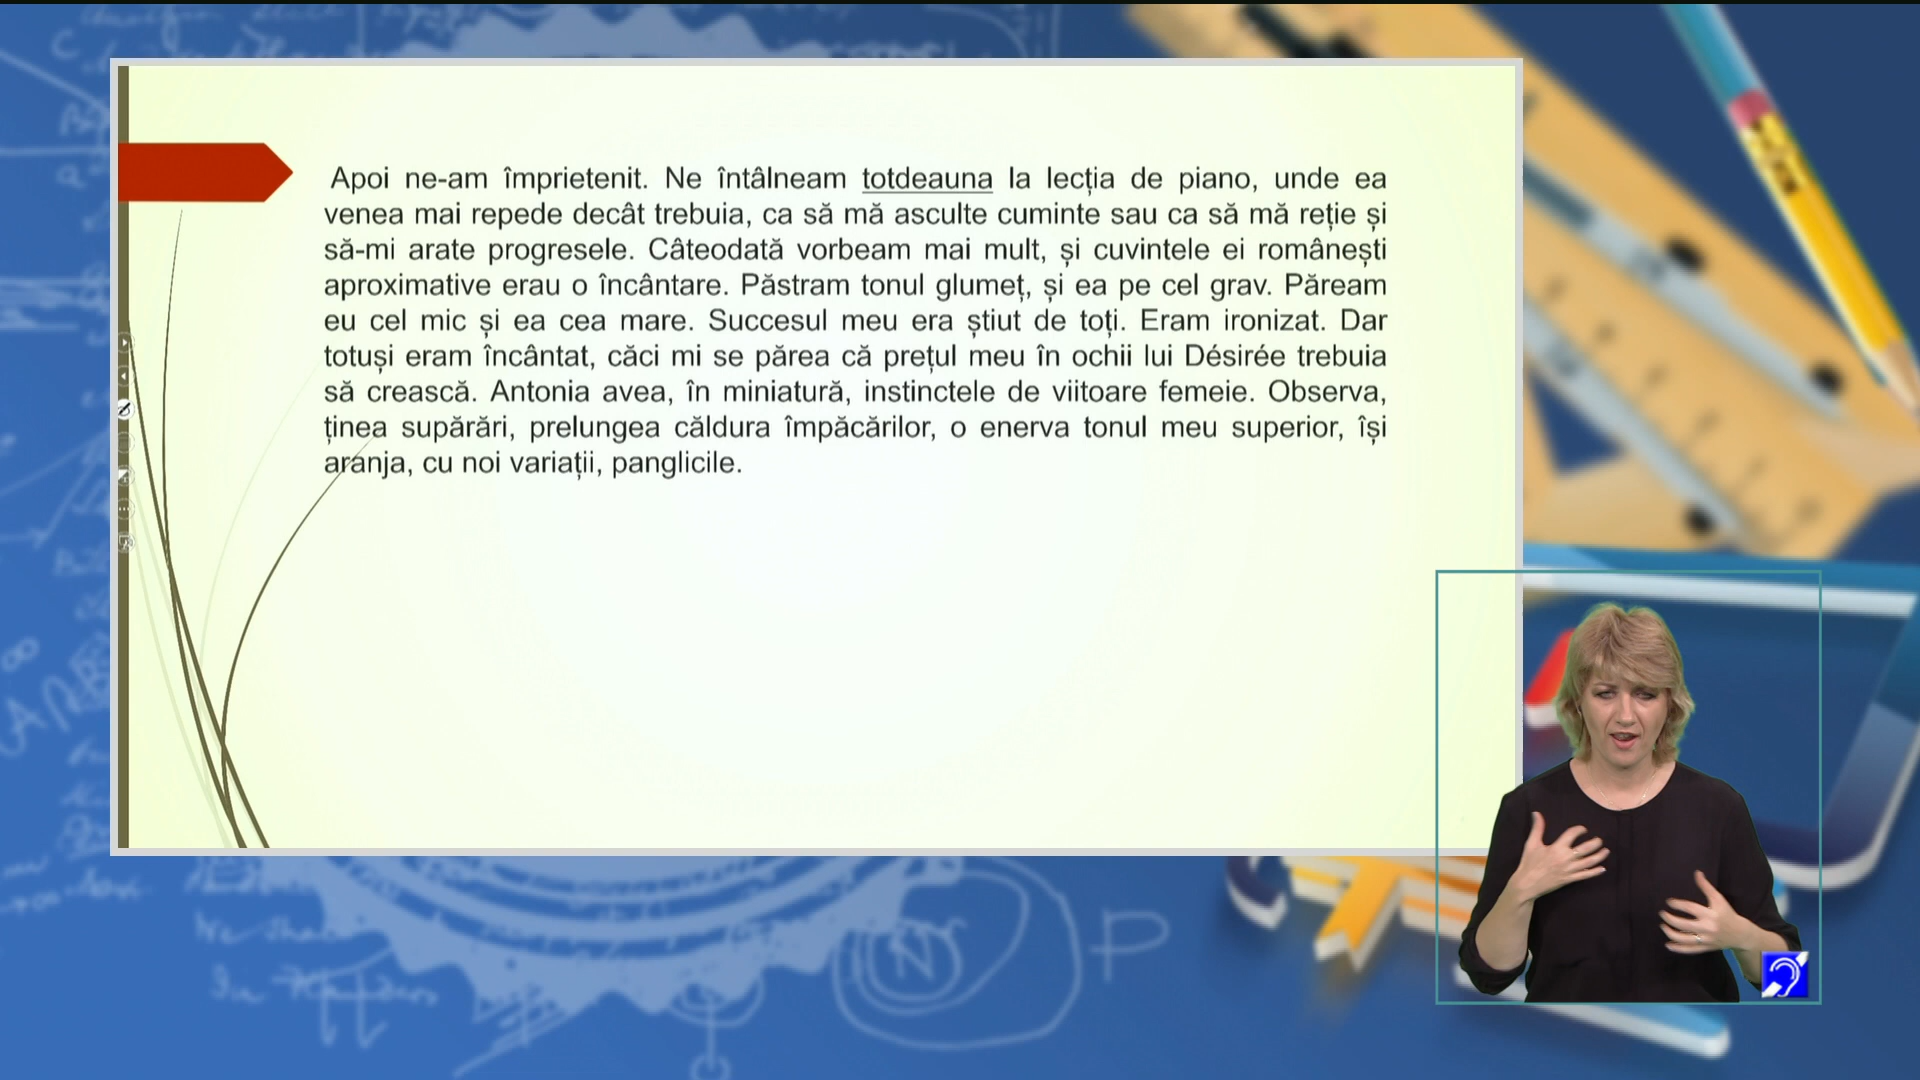 Apoi ne-am împrietenit. Ne întâlneam totdeauna la lecția de piano, unde ea
venea mai repede decât trebuia, ca să mă asculte cuminte sau ca să mă reție și
să-mi arate progresele. Câteodată vorbeam mai mult, și cuvintele ei românești
aproximative erau o încântare. Păstram tonul glumeț, și ea pe cel grav. Păream
eu cel mic și ea cea mare. Succesul meu era știut de toți. Eram ironizat. Dar
totuși eram încântat, căci mi se părea că prețul meu în ochii lui Désirée trebuia
să crească. Antonia avea, în miniatură, instinctele de viitoare femeie. Observa,
ținea supărări, prelungea căldura împăcărilor, o enerva tonul meu superior, își
aranja, cu noi variații, panglicile.
N
P